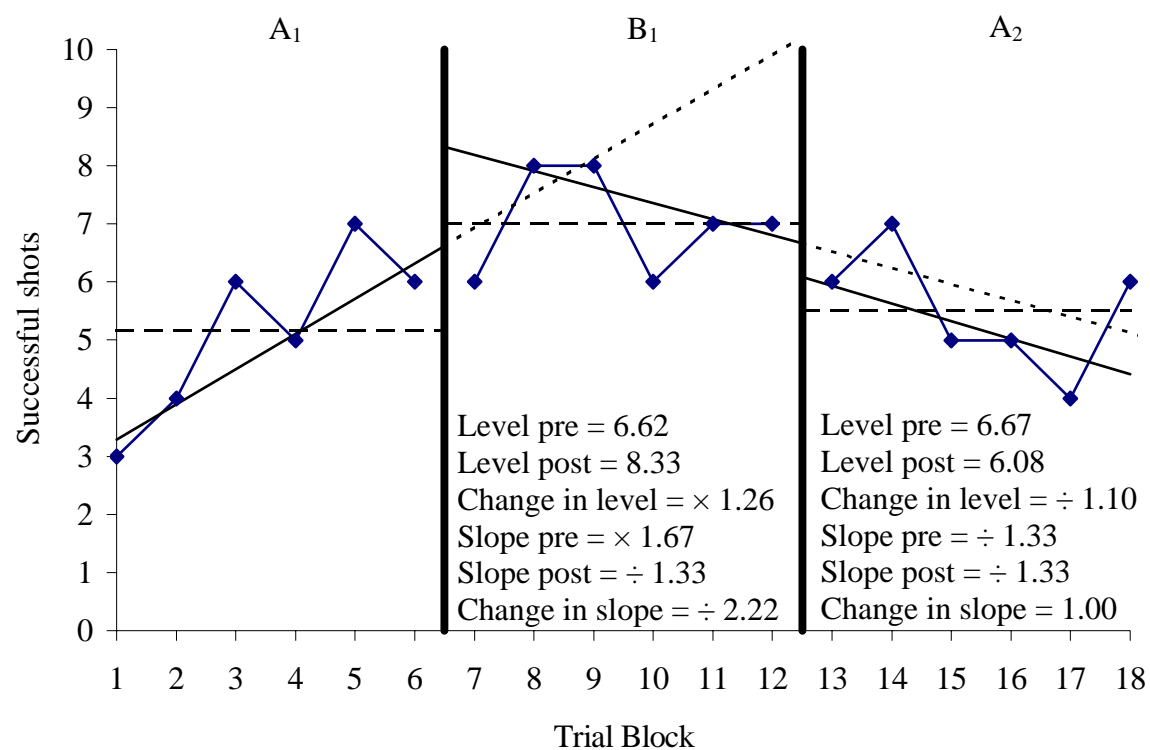 A₁ B₁ A₂
10
9
8
7
6
5
4
3
2
1
0
Successful shots
Level pre = 6.62
Level post = 8.33
Change in level = × 1.26
Slope pre = × 1.67
Slope post = ÷ 1.33
Change in slope = ÷ 2.22
Level pre = 6.67
Level post = 6.08
Change in level = ÷ 1.10
Slope pre = ÷ 1.33
Slope post = ÷ 1.33
Change in slope = 1.00
1 2 3 4 5 6 7 8 9 10 11 12 13 14 15 16 17 18
Trial Block